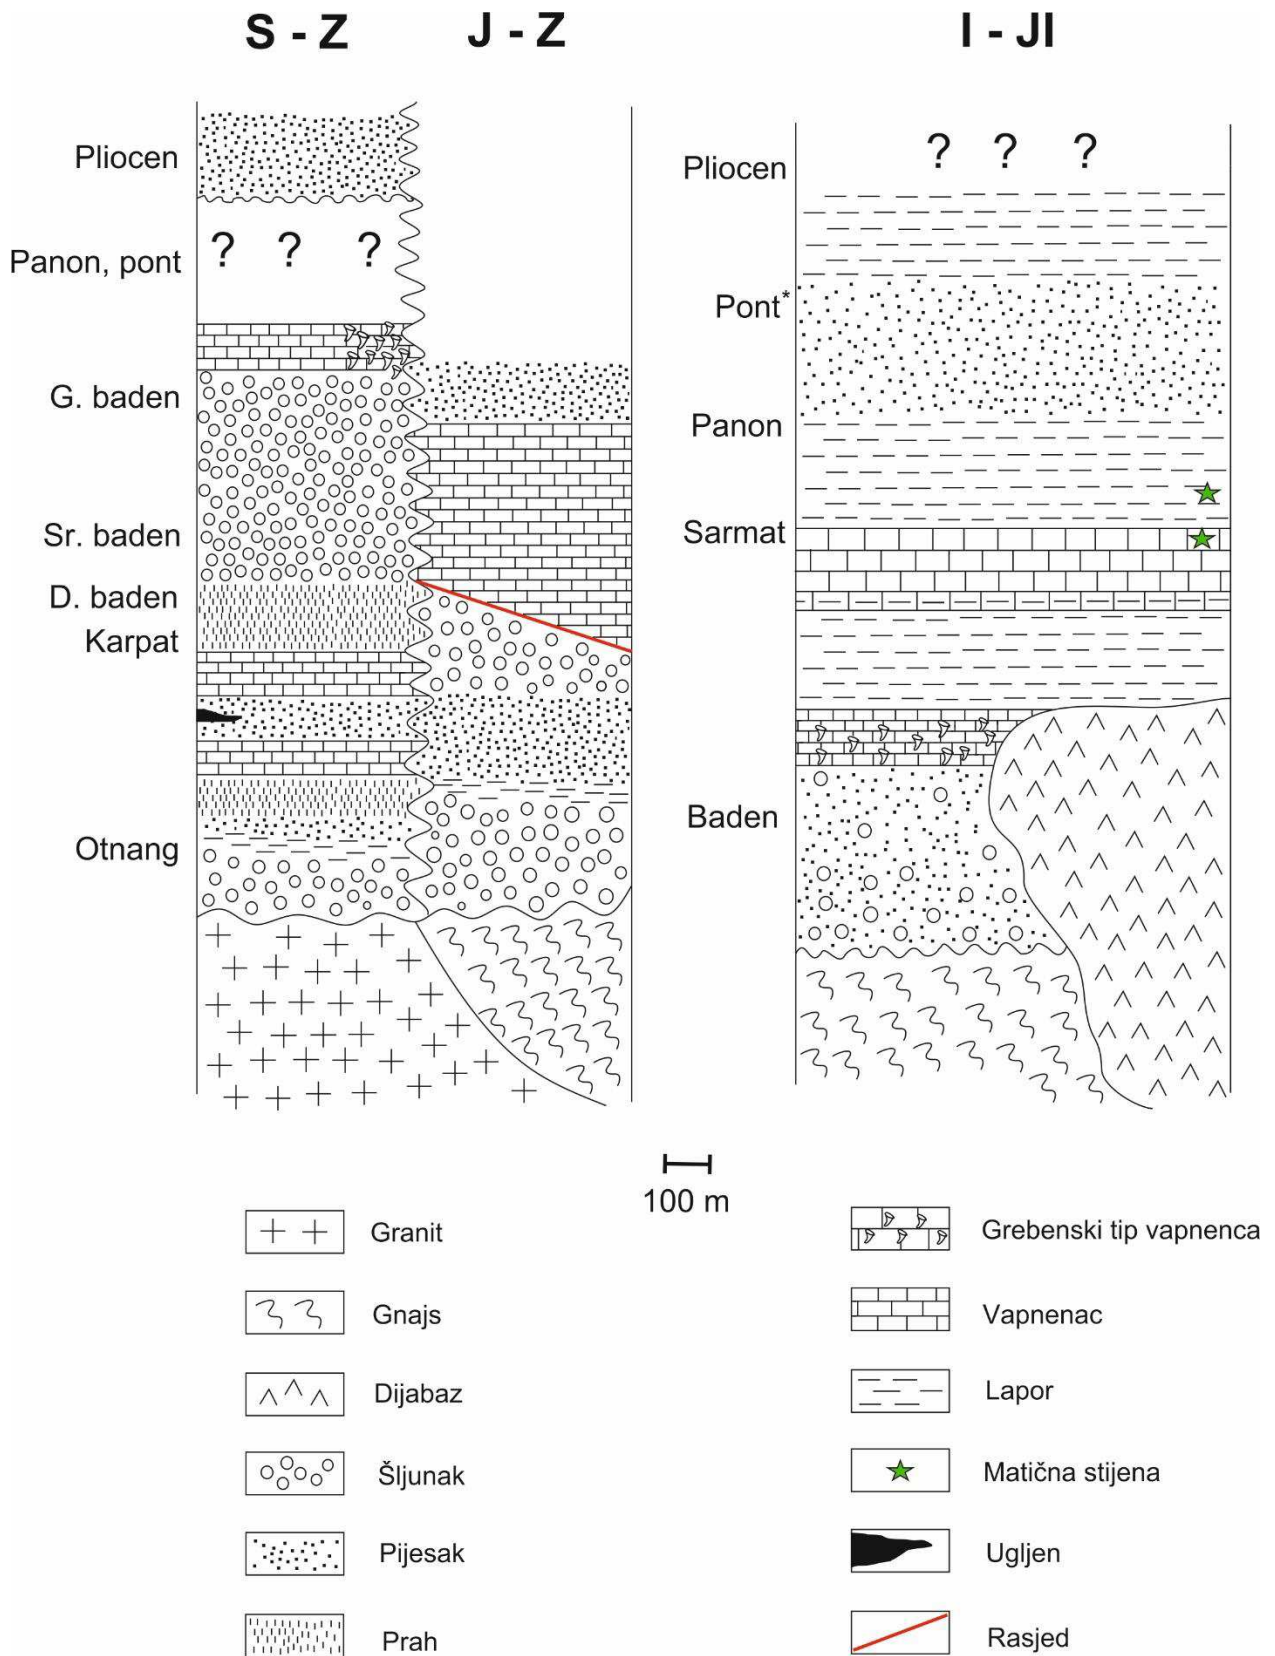 S - Z
J - Z
I - JI
Pliocen
? ? ?
Panon, pont
G. baden
Sr. baden
D. baden
Karpat
Otnang
? ? ?
Pliocen
Pont*
Panon
Sarmat
Baden
100 m
Granit
Gnajs
Dijabaz
Šljunak
Pijesak
Prah
Grebenski tip vapnenca
Vapnenac
Lapor
Matična stijena
Ugljen
Rasjed